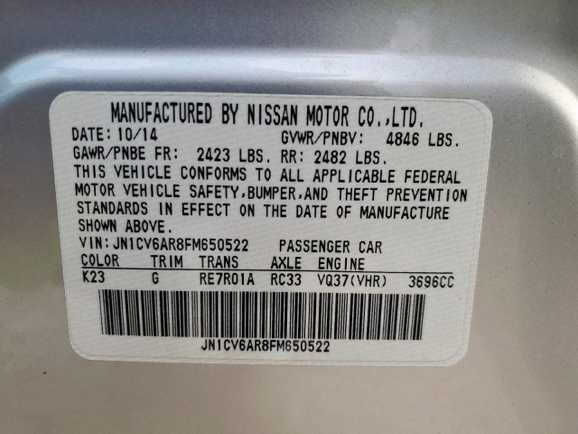 MANUFACTURED BY NISSAN MOTOR CO.,LTD.
DATE: 10/14 GVWR/PNBV: 4846 LBS.
GAWR/PNBE FR: 2423 LBS. RR: 2482 LBS.
THIS VEHICLE CONFORMS TO ALL APPLICABLE FEDERAL
MOTOR VEHICLE SAFETY,BUMPER,AND THEFT PREVENTION
STANDARDS IN EFFECT ON THE DATE OF MANUFACTURE
SHOWN ABOVE.
VIN: JN1CV6AR8FM650522 PASSENGER CAR
COLOR TRIM TRANS AXLE ENGINE
K23 G RE7R01A RC33 VQ37(VHR) 3696CC
JN1CV6AR8FM650522